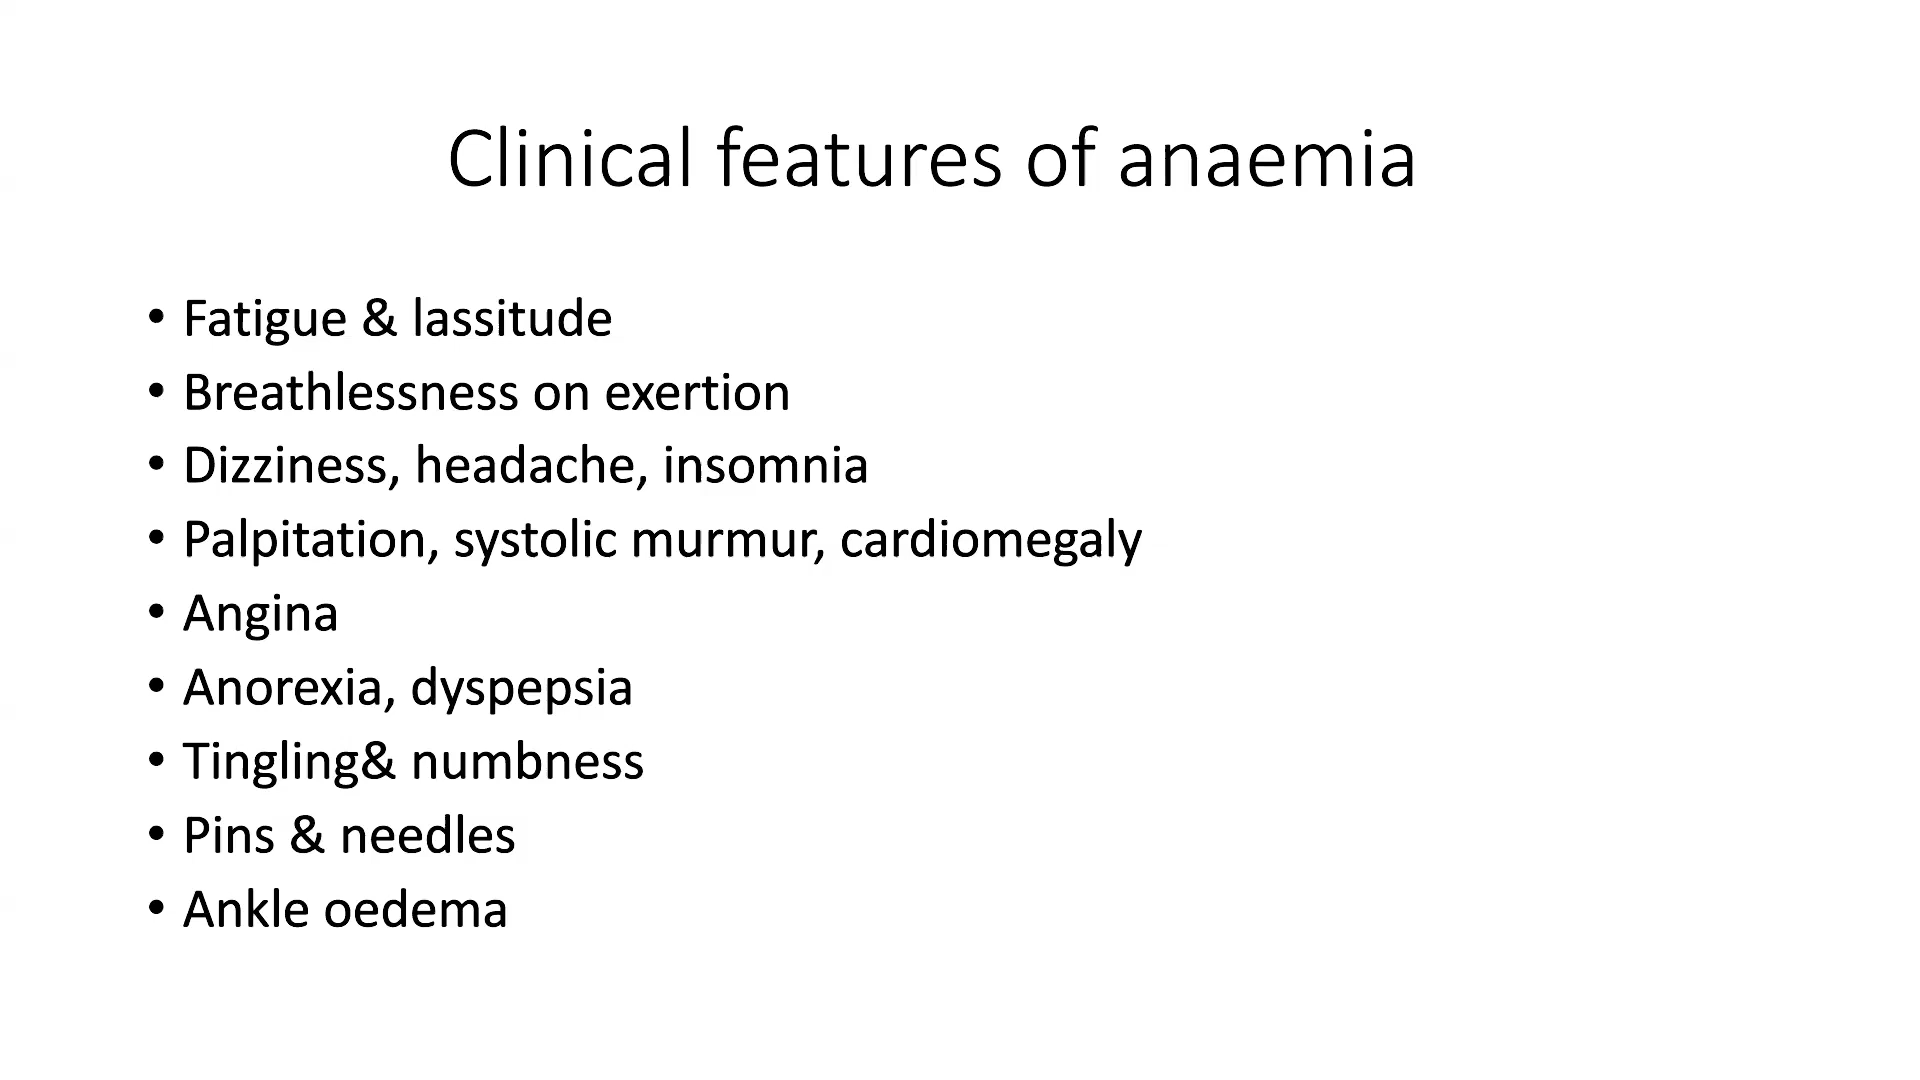 Clinical features of anaemia
• Fatigue & lassitude
• Breathlessness on exertion
• Dizziness, headache, insomnia
• Palpitation, systolic murmur, cardiomegaly
• Angina
• Anorexia, dyspepsia
• Tingling& numbness
• Pins & needles
• Ankle oedema